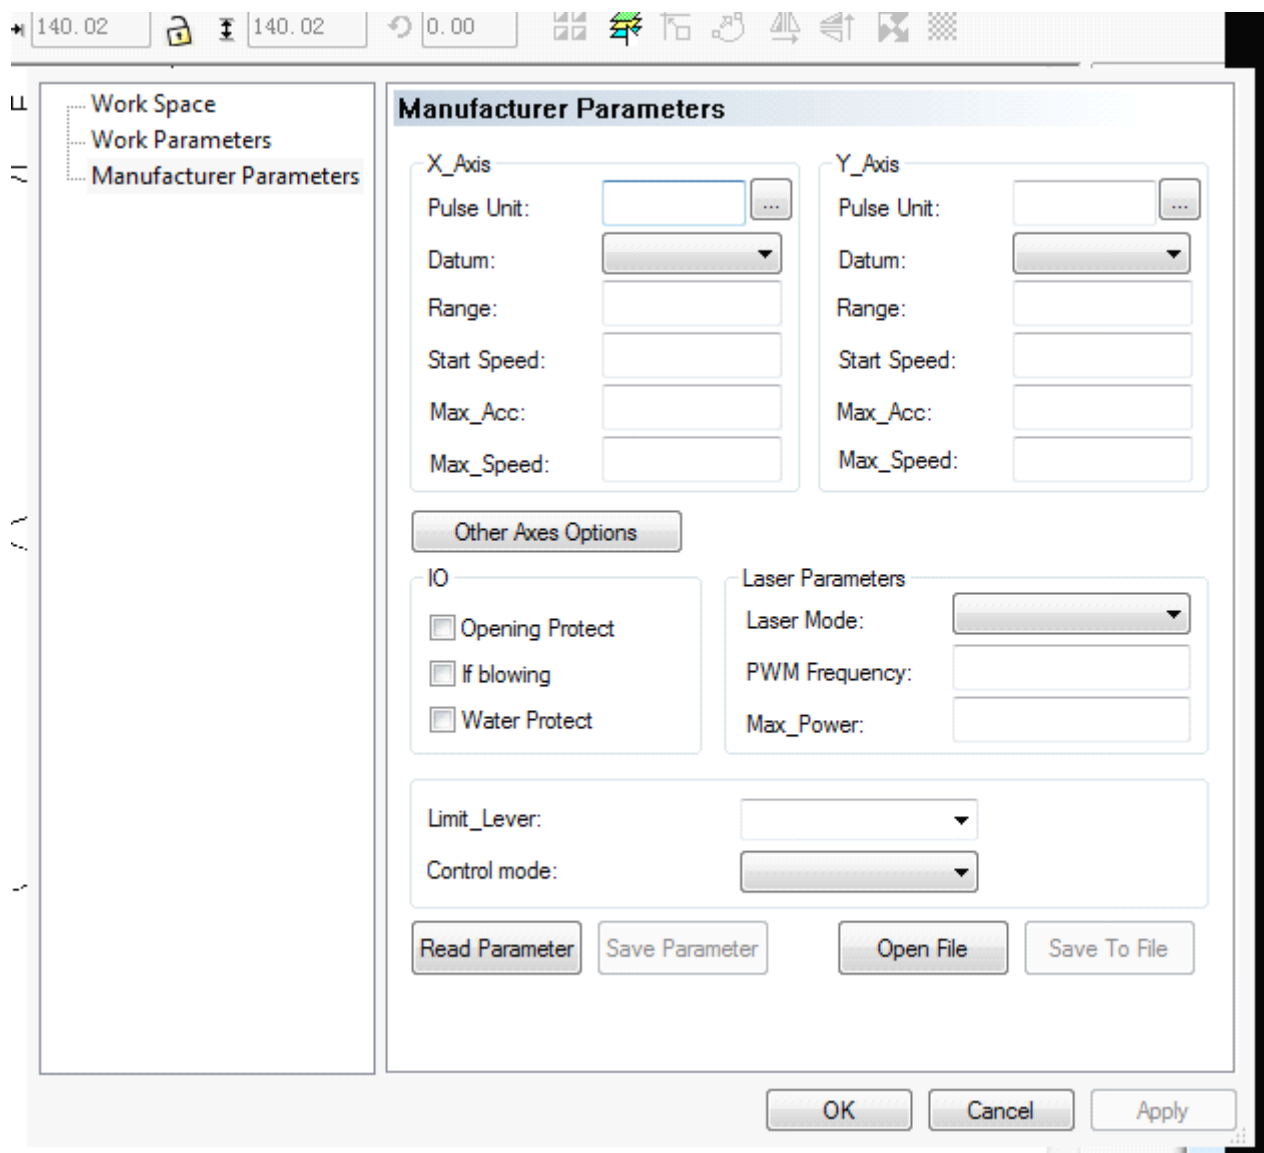 140.02 140.02 0.00
Work Space
Work Parameters
Manufacturer Parameters
Manufacturer Parameters
X_Axis
Pulse Unit: ...
Datum:
Range:
Start Speed:
Max_Acc:
Max_Speed:
Y_Axis
Pulse Unit: ...
Datum:
Range:
Start Speed:
Max_Acc:
Max_Speed:
Other Axes Options
IO
Opening Protect
If blowing
Water Protect
Laser Parameters
Laser Mode:
PWM Frequency:
Max_Power:
Limit_Lever:
Control mode:
Read Parameter Save Parameter Open File Save To File
OK Cancel Apply